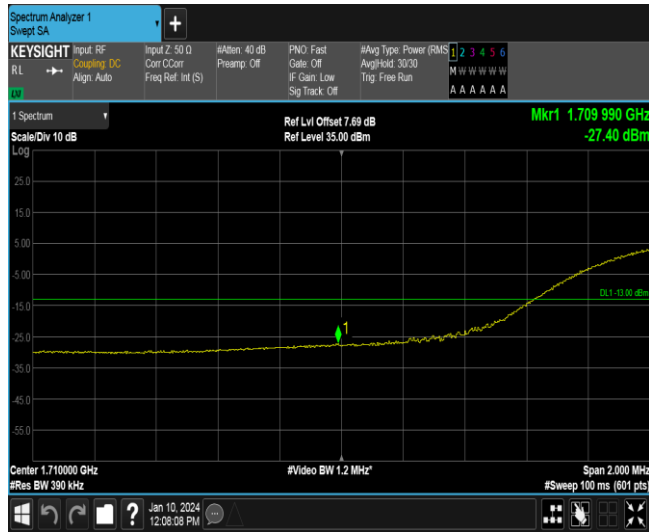 Spectrum Analyzer 1
Swept SA
+
KEYSIGHT
RL
LXI
Input: RF
Coupling: DC
Align: Auto
Input Z: 50 Ω
Corr CCorr
Freq Ref: Int (S)
#Atten: 40 dB
Preamp: Off
PNO: Fast
Gate: Off
IF Gain: Low
Sig Track: Off
#Avg Type: Power (RMS
Avg|Hold: 30/30
Trig: Free Run
1 2 3 4 5 6
M W W W W W
A A A A A A
1 Spectrum
Scale/Div 10 dB
Log
Ref Lvl Offset 7.69 dB
Ref Level 35.00 dBm
Mkr1 1.709 990 GHz
-27.40 dBm
25.0
15.0
5.00
-5.00
DL1 -13.00 dBm
-15.0
1
-25.0
-35.0
-45.0
-55.0
Center 1.710000 GHz
#Res BW 390 kHz
#Video BW 1.2 MHz*
Span 2.000 MHz
#Sweep 100 ms (601 pts)
?
Jan 10, 2024
12:08:08 PM